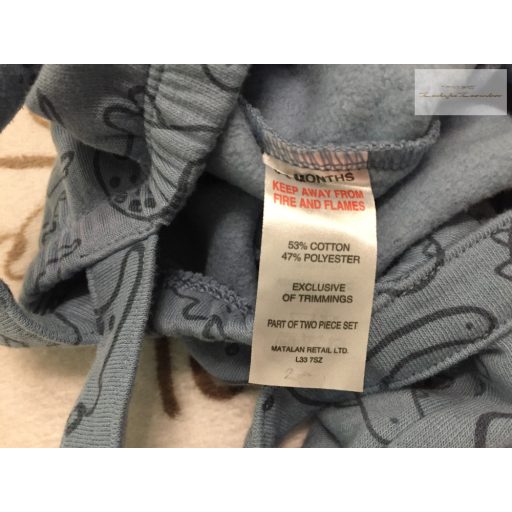 MONTHS
KEEP AWAY FROM
FIRE AND FLAMES
53% COTTON
47% POLYESTER
EXCLUSIVE
OF TRIMMINGS
PART OF TWO PIECE SET
MATALAN RETAIL LTD.
L33 7SZ